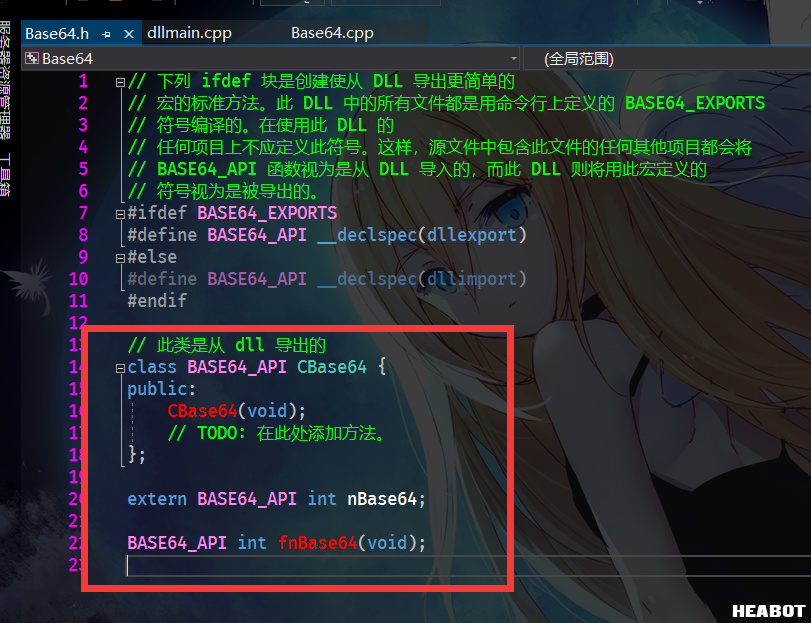 Base64.h
dllmain.cpp
Base64.cpp
服务器资源管理器
工具箱
Base64
(全局范围)
1 // 下列 ifdef 块是创建使从 DLL 导出更简单的
2 // 宏的标准方法。此 DLL 中的所有文件都是用命令行上定义的 BASE64_EXPORTS
3 // 符号编译的。在使用此 DLL 的
4 // 任何项目上不应定义此符号。这样，源文件中包含此文件的任何其他项目都会将
5 // BASE64_API 函数视为是从 DLL 导入的，而此 DLL 则将用此宏定义的
6 // 符号视为是被导出的。
7 #ifdef BASE64_EXPORTS
8 #define BASE64_API __declspec(dllexport)
9 #else
10 #define BASE64_API __declspec(dllimport)
11 #endif
12
13 // 此类是从 dll 导出的
14 class BASE64_API CBase64 {
15 public:
16 CBase64(void);
17 // TODO: 在此处添加方法。
18 };
19
20 extern BASE64_API int nBase64;
21
22 BASE64_API int fnBase64(void);
23
HEABOT